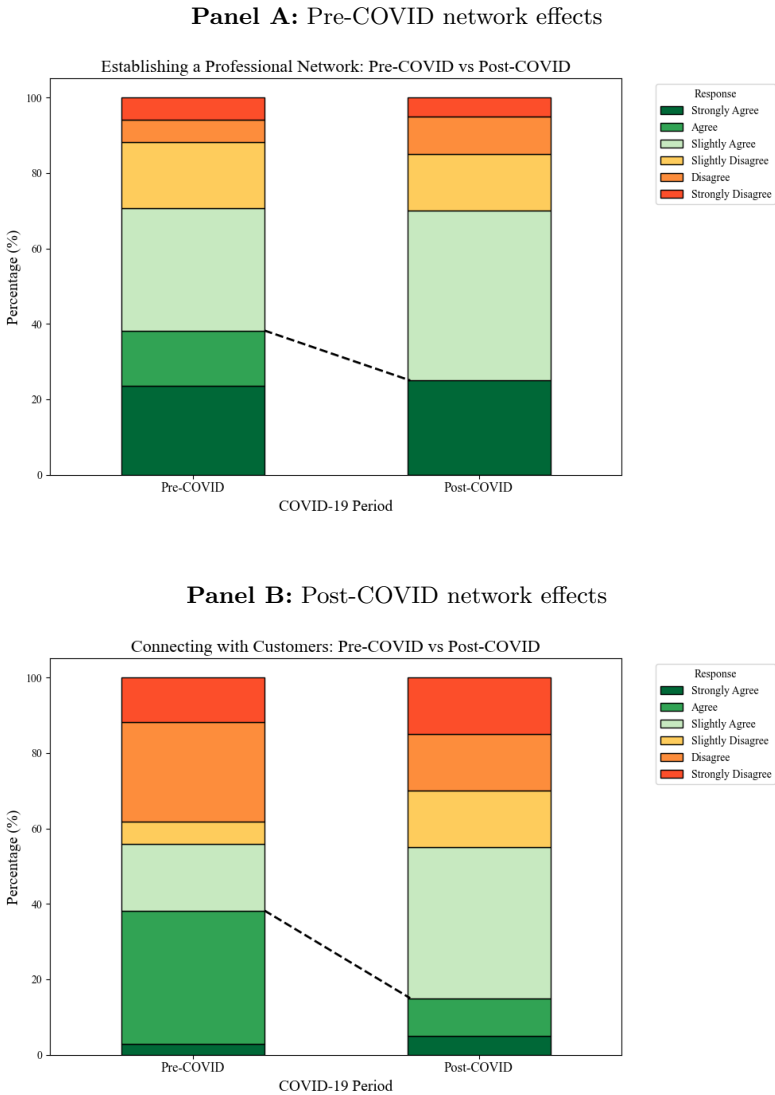 Panel A: Pre-COVID network effects
Establishing a Professional Network: Pre-COVID vs Post-COVID
Percentage (%)
100
80
60
40
20
0
Pre-COVID
Post-COVID
COVID-19 Period
Response
Strongly Agree
Agree
Slightly Agree
Slightly Disagree
Disagree
Strongly Disagree
Panel B: Post-COVID network effects
Connecting with Customers: Pre-COVID vs Post-COVID
Percentage (%)
100
80
60
40
20
0
Pre-COVID
Post-COVID
COVID-19 Period
Response
Strongly Agree
Agree
Slightly Agree
Slightly Disagree
Disagree
Strongly Disagree